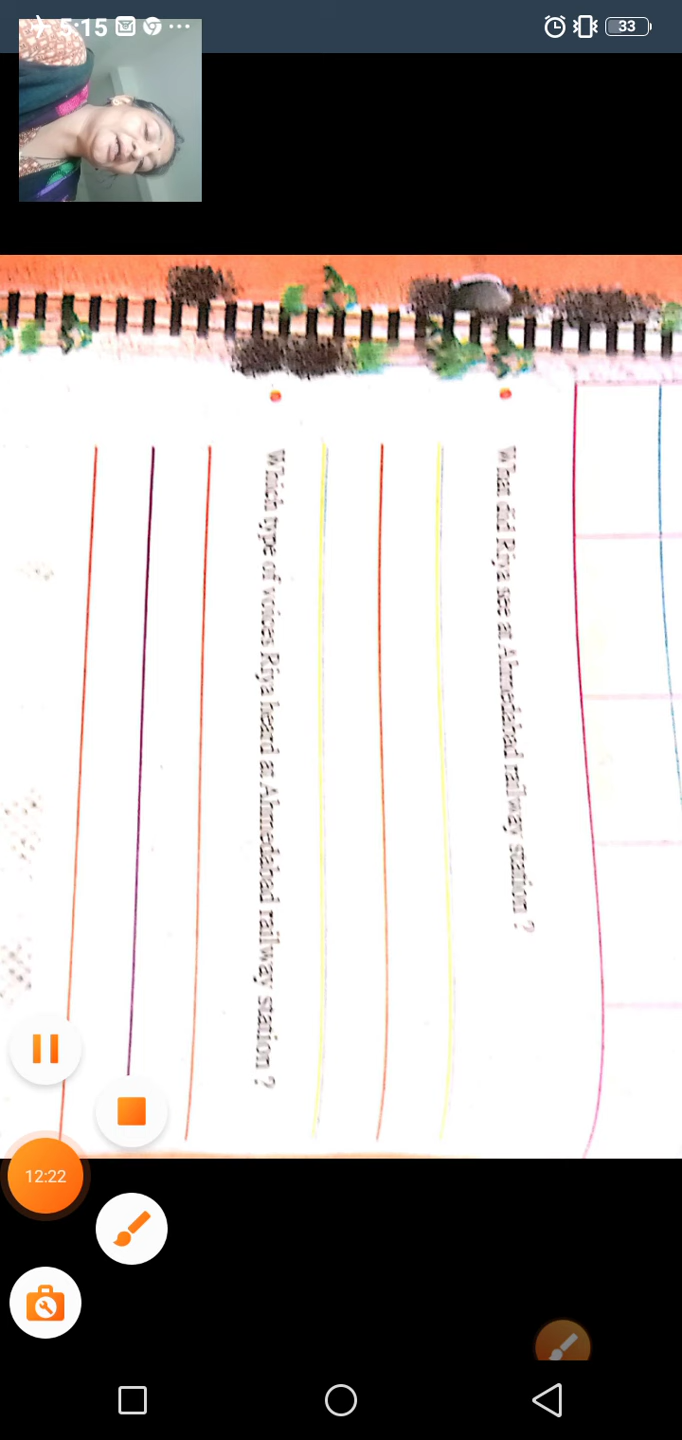 5:15
33
What did Riya see at Ahmedabad railway station ?
Which type of voices Riya heard at Ahmedabad railway station ?
12:22